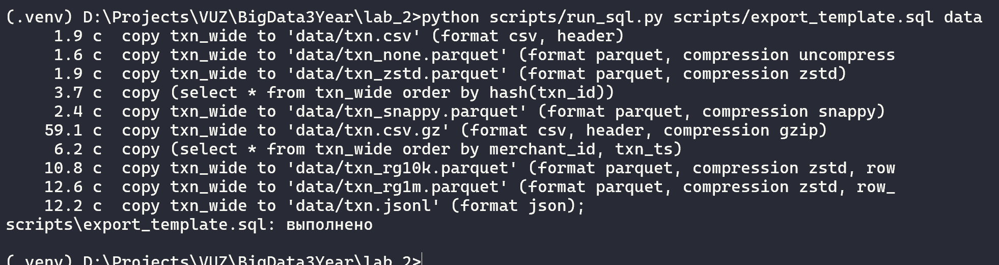 (.venv) D:\Projects\VUZ\BigData3Year\lab_2>python scripts/run_sql.py scripts/export_template.sql data
1.9 с  copy txn_wide to 'data/txn.csv' (format csv, header)
1.6 с  copy txn_wide to 'data/txn_none.parquet' (format parquet, compression uncompress
1.9 с  copy txn_wide to 'data/txn_zstd.parquet' (format parquet, compression zstd)
3.7 с  copy (select * from txn_wide order by hash(txn_id))
2.4 с  copy txn_wide to 'data/txn_snappy.parquet' (format parquet, compression snappy)
59.1 с  copy txn_wide to 'data/txn.csv.gz' (format csv, header, compression gzip)
6.2 с  copy (select * from txn_wide order by merchant_id, txn_ts)
10.8 с  copy txn_wide to 'data/txn_rg10k.parquet' (format parquet, compression zstd, row
12.6 с  copy txn_wide to 'data/txn_rg1m.parquet' (format parquet, compression zstd, row_
12.2 с  copy txn_wide to 'data/txn.jsonl' (format json);
scripts\export_template.sql: выполнено
(.venv) D:\Projects\VUZ\BigData3Year\lab_2>